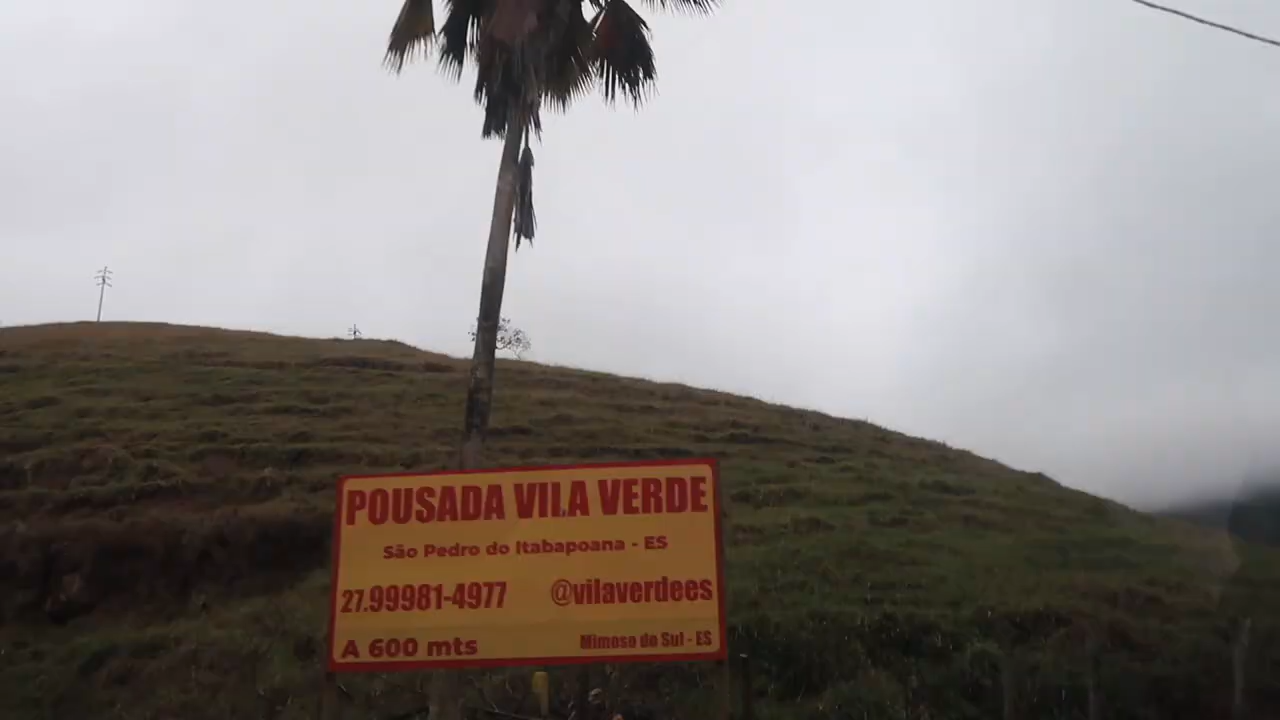 POUSADA VILA VERDE
São Pedro do Itabapoana - ES
27.99981-4977 @vilaverdees
A 600 mts Mimoso do Sul - ES